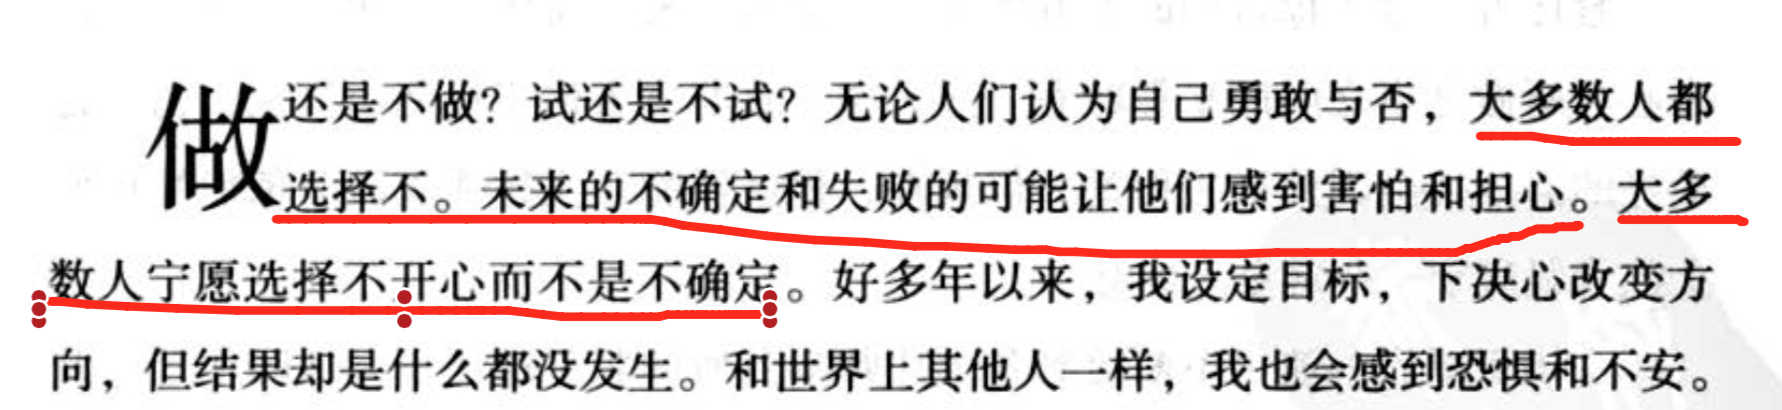 做还是不做？试还是不试？无论人们认为自己勇敢与否，大多数人都
选择不。未来的不确定和失败的可能让他们感到害怕和担心。大多
数人宁愿选择不开心而不是不确定。好多年以来，我设定目标，下决心改变方
向，但结果却是什么都没发生。和世界上其他人一样，我也会感到恐惧和不安。